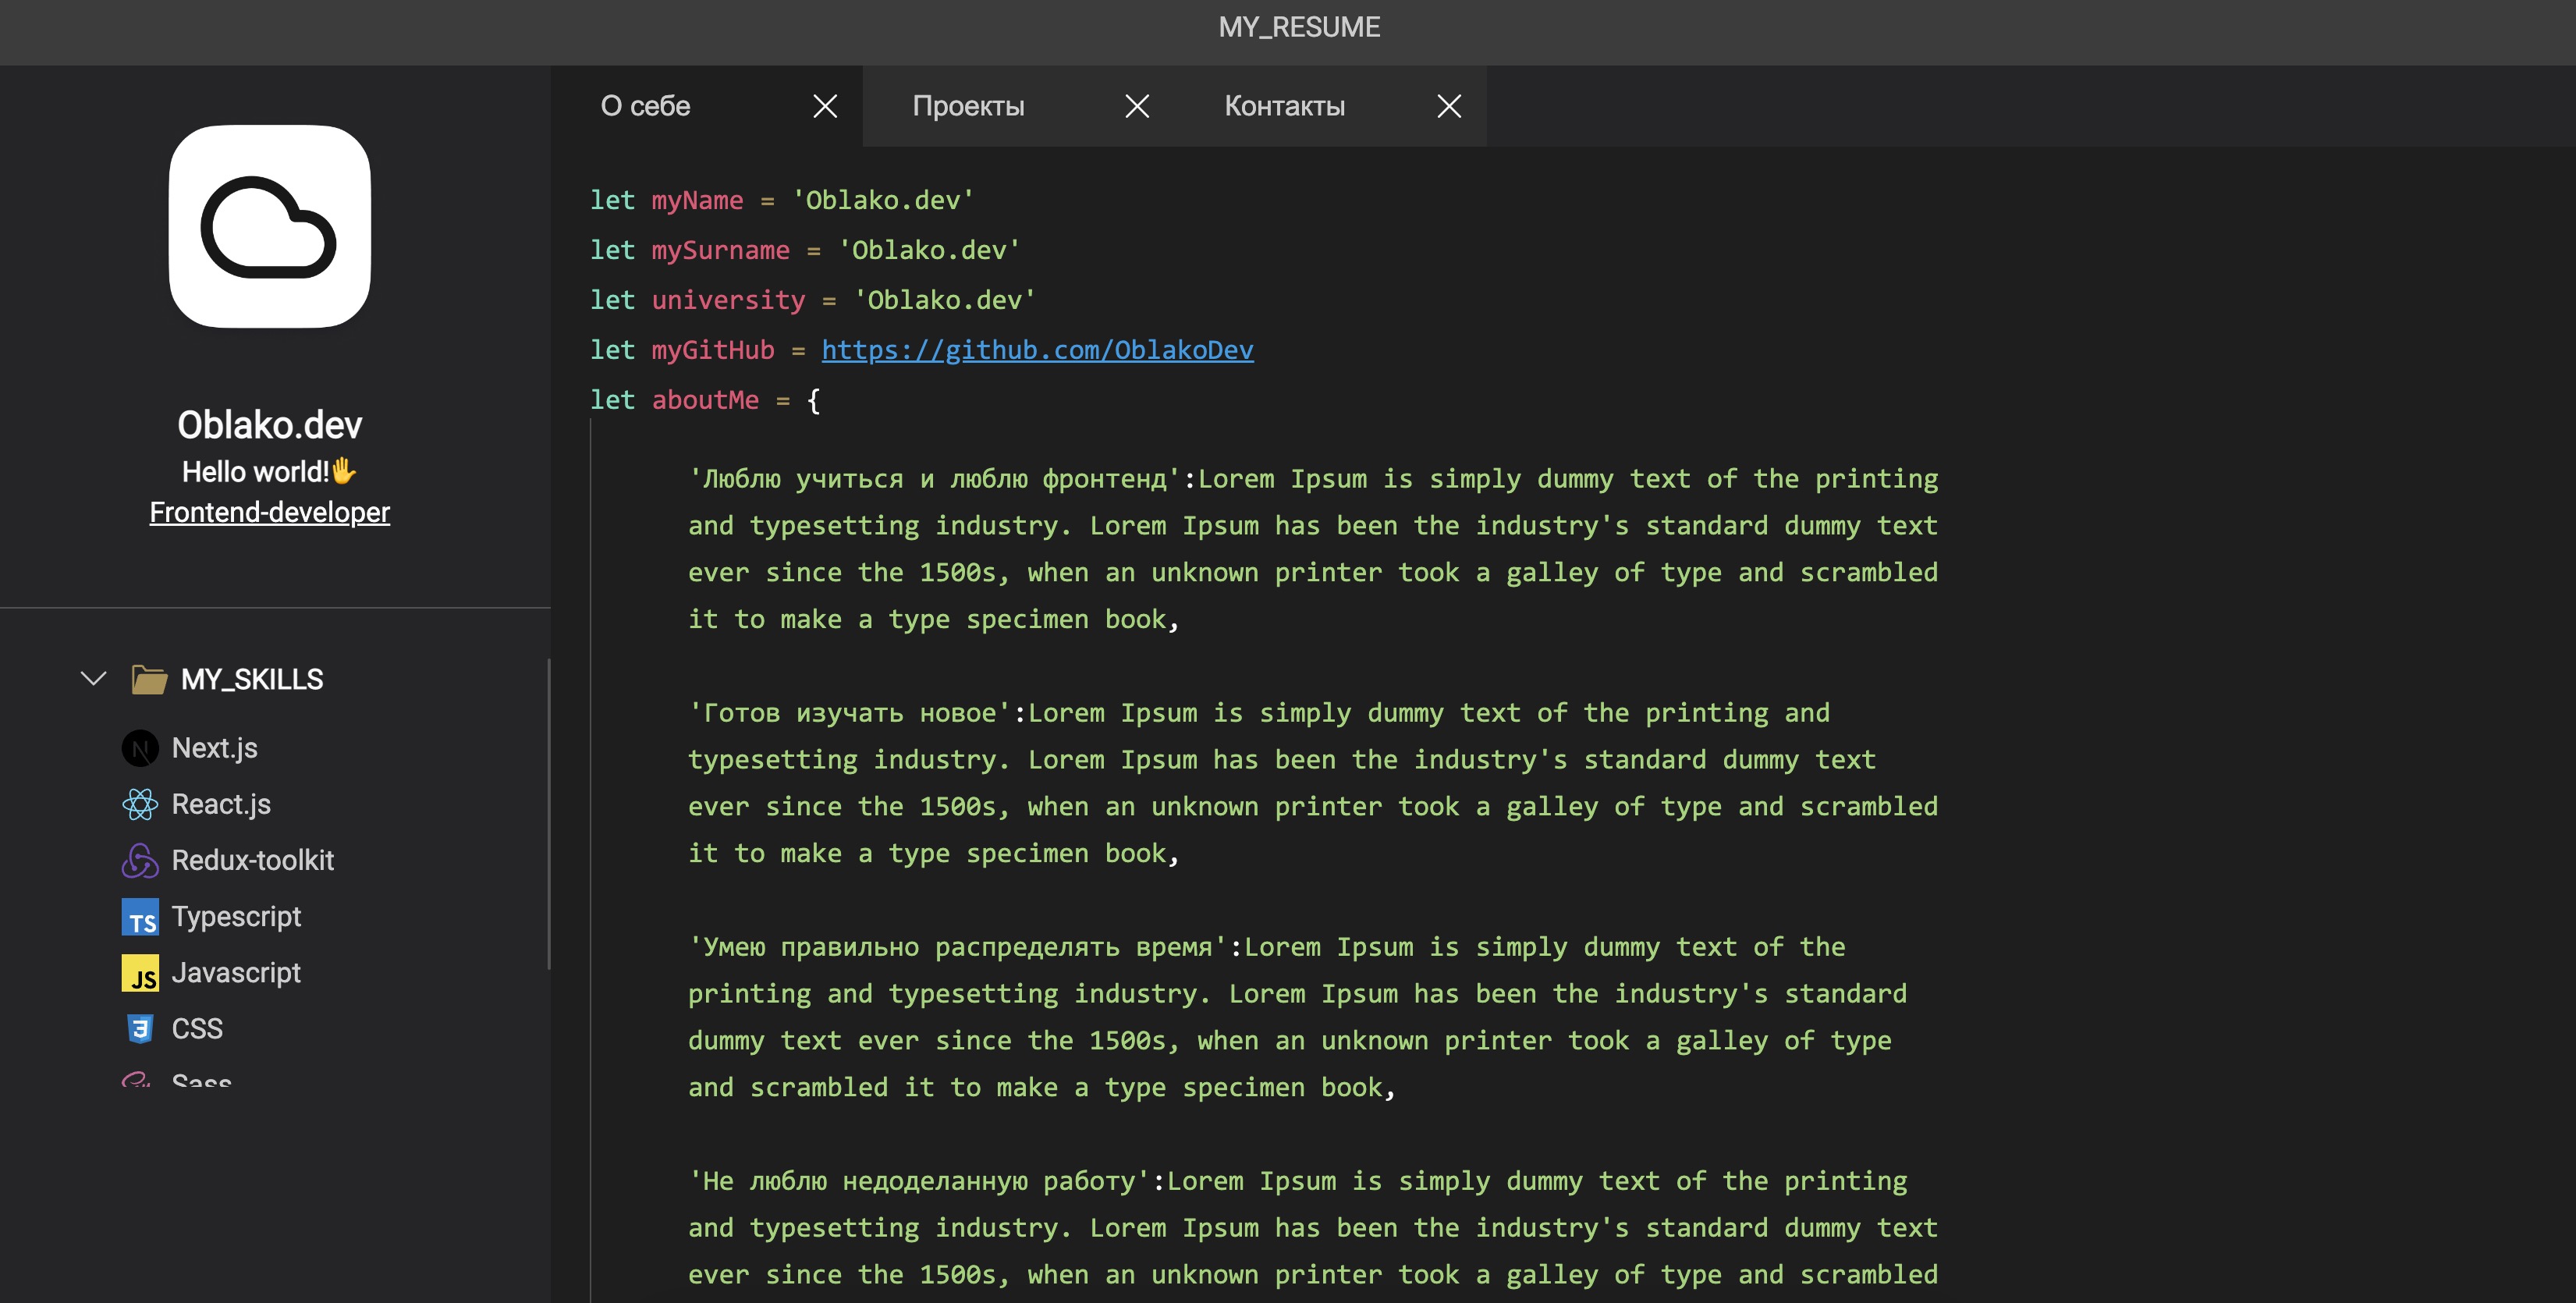 MY_RESUME
О себе
Проекты
Контакты
Oblako.dev
Hello world!✋
Frontend-developer
MY_SKILLS
N Next.js
React.js
Redux-toolkit
TS Typescript
JS Javascript
3 CSS
Sass
let myName = 'Oblako.dev'
let mySurname = 'Oblako.dev'
let university = 'Oblako.dev'
let myGitHub = https://github.com/OblakoDev
let aboutMe = {
'Люблю учиться и люблю фронтенд':Lorem Ipsum is simply dummy text of the printing
and typesetting industry. Lorem Ipsum has been the industry's standard dummy text
ever since the 1500s, when an unknown printer took a galley of type and scrambled
it to make a type specimen book,
'Готов изучать новое':Lorem Ipsum is simply dummy text of the printing and
typesetting industry. Lorem Ipsum has been the industry's standard dummy text
ever since the 1500s, when an unknown printer took a galley of type and scrambled
it to make a type specimen book,
'Умею правильно распределять время':Lorem Ipsum is simply dummy text of the
printing and typesetting industry. Lorem Ipsum has been the industry's standard
dummy text ever since the 1500s, when an unknown printer took a galley of type
and scrambled it to make a type specimen book,
'Не люблю недоделанную работу':Lorem Ipsum is simply dummy text of the printing
and typesetting industry. Lorem Ipsum has been the industry's standard dummy text
ever since the 1500s, when an unknown printer took a galley of type and scrambled